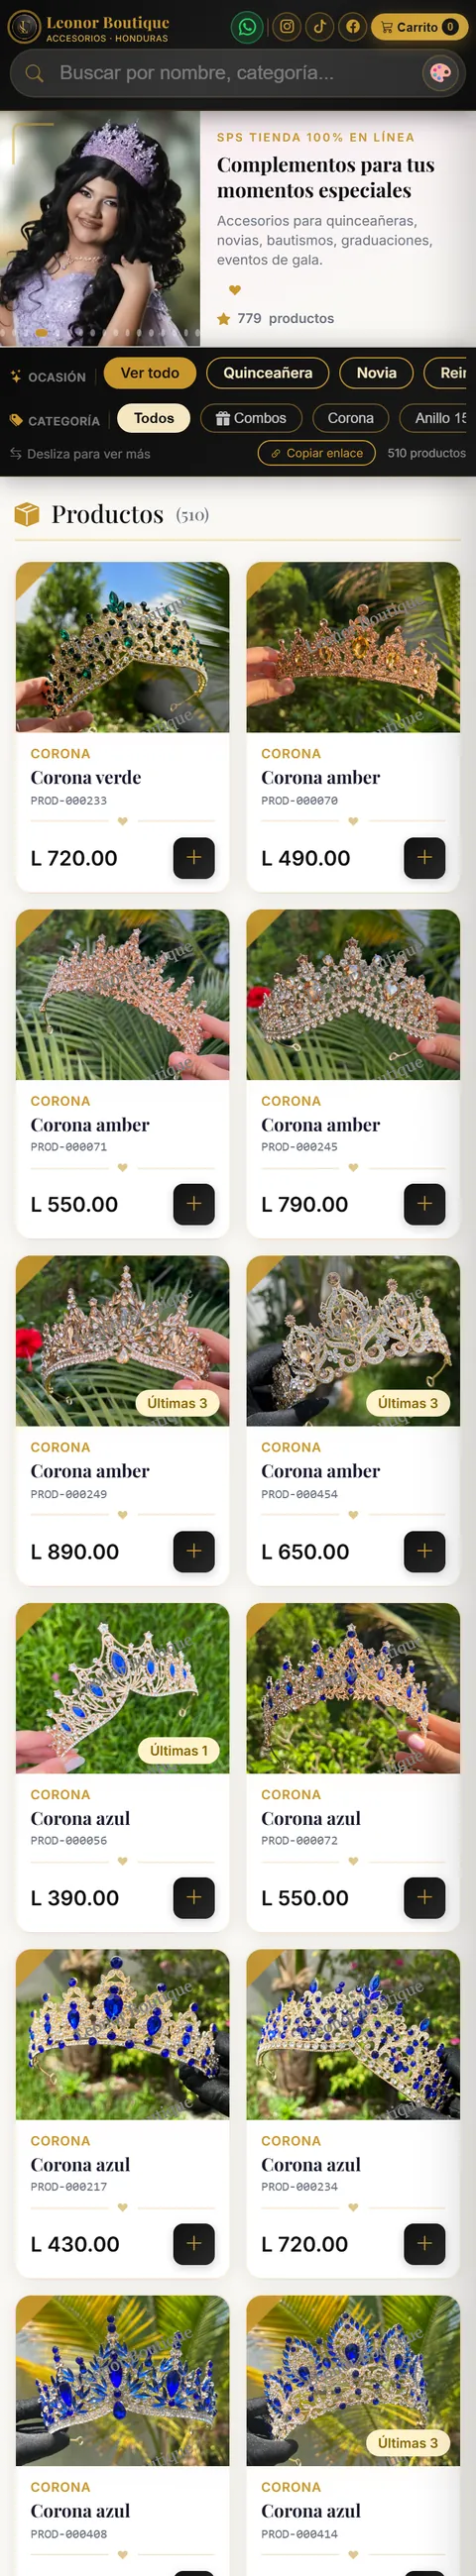 Leonor Boutique
ACCESORIOS · HONDURAS
Carrito 0
Buscar por nombre, categoría...
SPS TIENDA 100% EN LÍNEA
Complementos para tus
momentos especiales
Accesorios para quinceañeras,
novias, bautismos, graduaciones,
eventos de gala.
779 productos
OCASIÓN
Ver todo
Quinceañera
Novia
Rei
CATEGORÍA
Todos
Combos
Corona
Anillo 15
Desliza para ver más
Copiar enlace
510 productos
Productos (510)
CORONA
Corona verde
PROD-000233
L 720.00
CORONA
Corona amber
PROD-000070
L 490.00
CORONA
Corona amber
PROD-000071
L 550.00
CORONA
Corona amber
PROD-000245
L 790.00
Últimas 3
CORONA
Corona amber
PROD-000249
L 890.00
Últimas 3
CORONA
Corona amber
PROD-000454
L 650.00
Últimas 1
CORONA
Corona azul
PROD-000056
L 390.00
CORONA
Corona azul
PROD-000072
L 550.00
CORONA
Corona azul
PROD-000217
L 430.00
CORONA
Corona azul
PROD-000234
L 720.00
CORONA
Corona azul
PROD-000408
Últimas 3
CORONA
Corona azul
PROD-000414